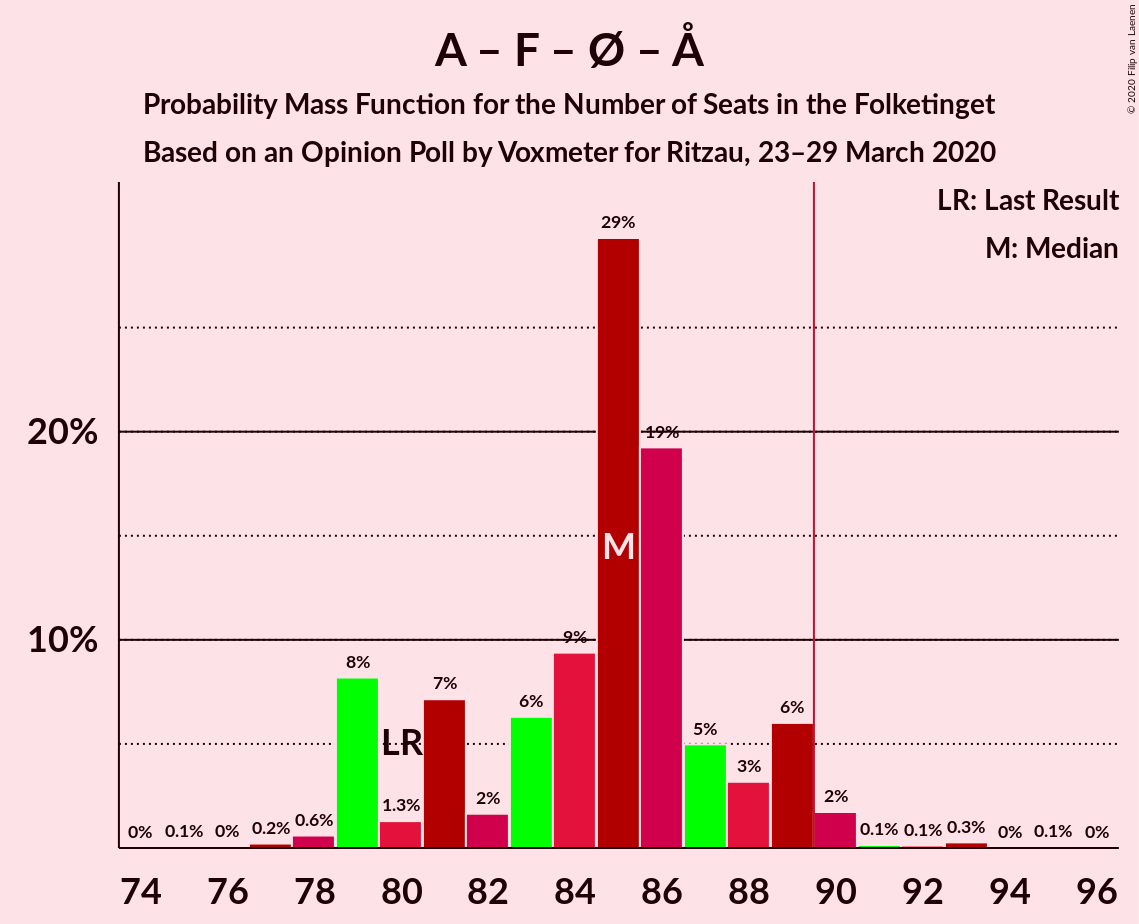 A – F – Ø – Å
Probability Mass Function for the Number of Seats in the Folketinget
Based on an Opinion Poll by Voxmeter for Ritzau, 23–29 March 2020
© 2020 Filip van Laenen
LR: Last Result
M: Median
20%
10%
0%
0.1%
0%
0.2%
0.6%
8%
1.3%
7%
2%
6%
9%
29%
19%
5%
3%
6%
2%
0.1%
0.1%
0.3%
0%
0.1%
0%
LR
M
74 76 78 80 82 84 86 88 90 92 94 96